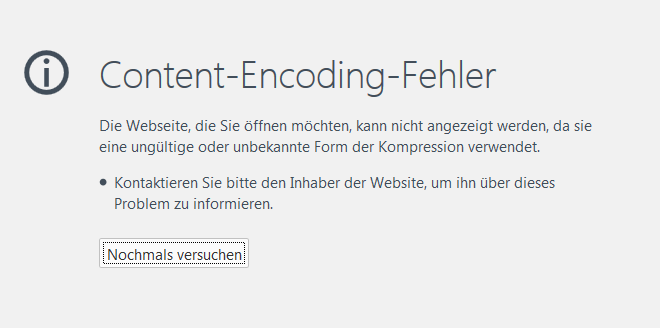 Content-Encoding-Fehler
Die Webseite, die Sie öffnen möchten, kann nicht angezeigt werden, da sie
eine ungültige oder unbekannte Form der Kompression verwendet.
• Kontaktieren Sie bitte den Inhaber der Website, um ihn über dieses
Problem zu informieren.
Nochmals versuchen